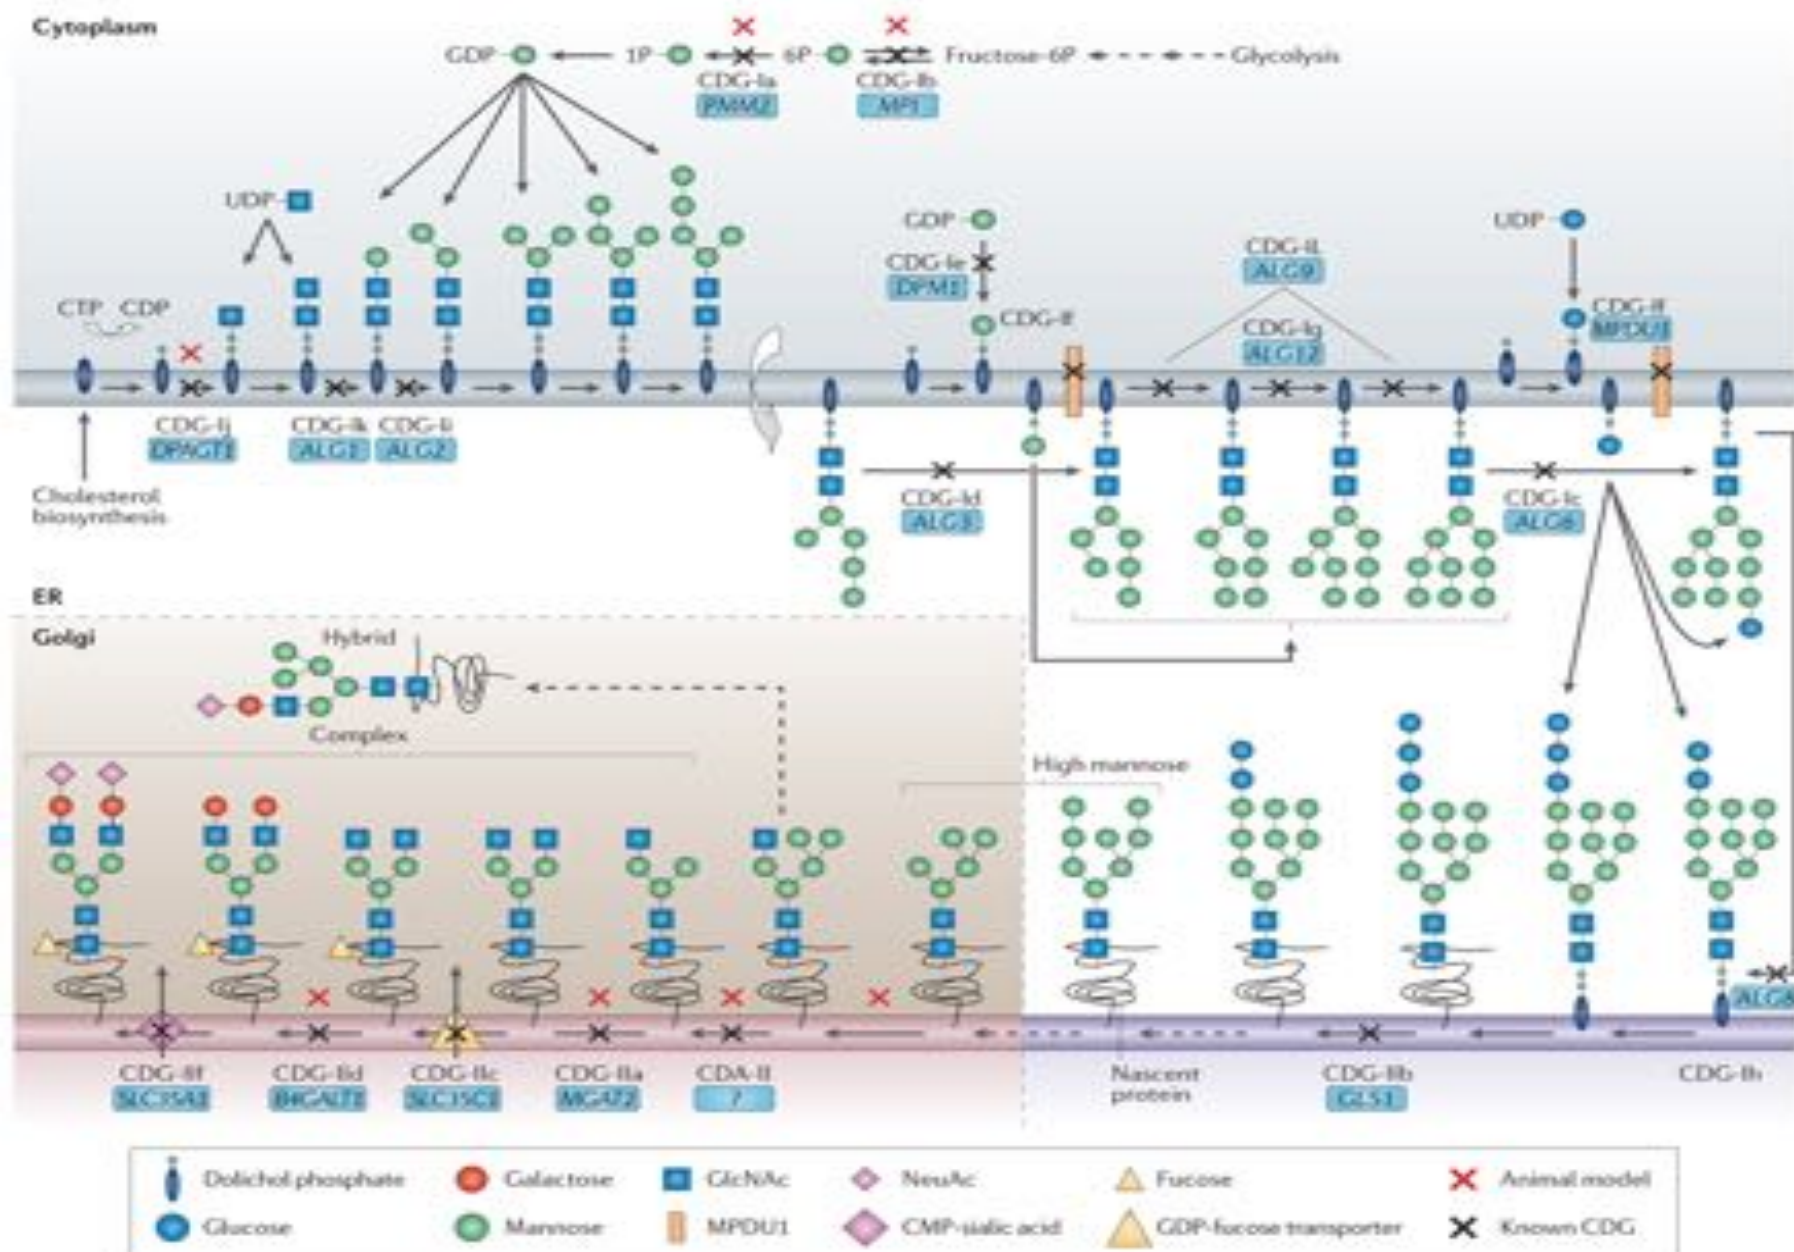 Cytoplasm
GDP 1P 6P Fructose-6P Glycolysis
CDG-Ia CDG-Ib
PMM2 MPI
UDP
GDP
UDP
CDG-IL
ALG9
CDG-Ie
DPM1
CTP CDP
CDG-If
CDG-If
MPDU1
CDG-Ig
ALG12
CDG-Ij CDG-Ik CDG-Ii
DPAGT1 ALG1 ALG2
Cholesterol
biosynthesis
CDG-Id
ALG3
CDG-Ic
ALG6
ER
Golgi
Hybrid
Complex
High mannose
ALG8
CDG-IIf CDG-IId CDG-IIc CDG-IIa CDA-II
SLC35A1 B4GALT1 SLC35C1 MGAT2 ?
Nascent
protein
CDG-IIb
GLS1
CDG-Ih
Dolichol phosphate Galactose GlcNAc NeuAc Fucose Animal model
Glucose Mannose MPDU1 CMP-sialic acid GDP-fucose transporter Known CDG